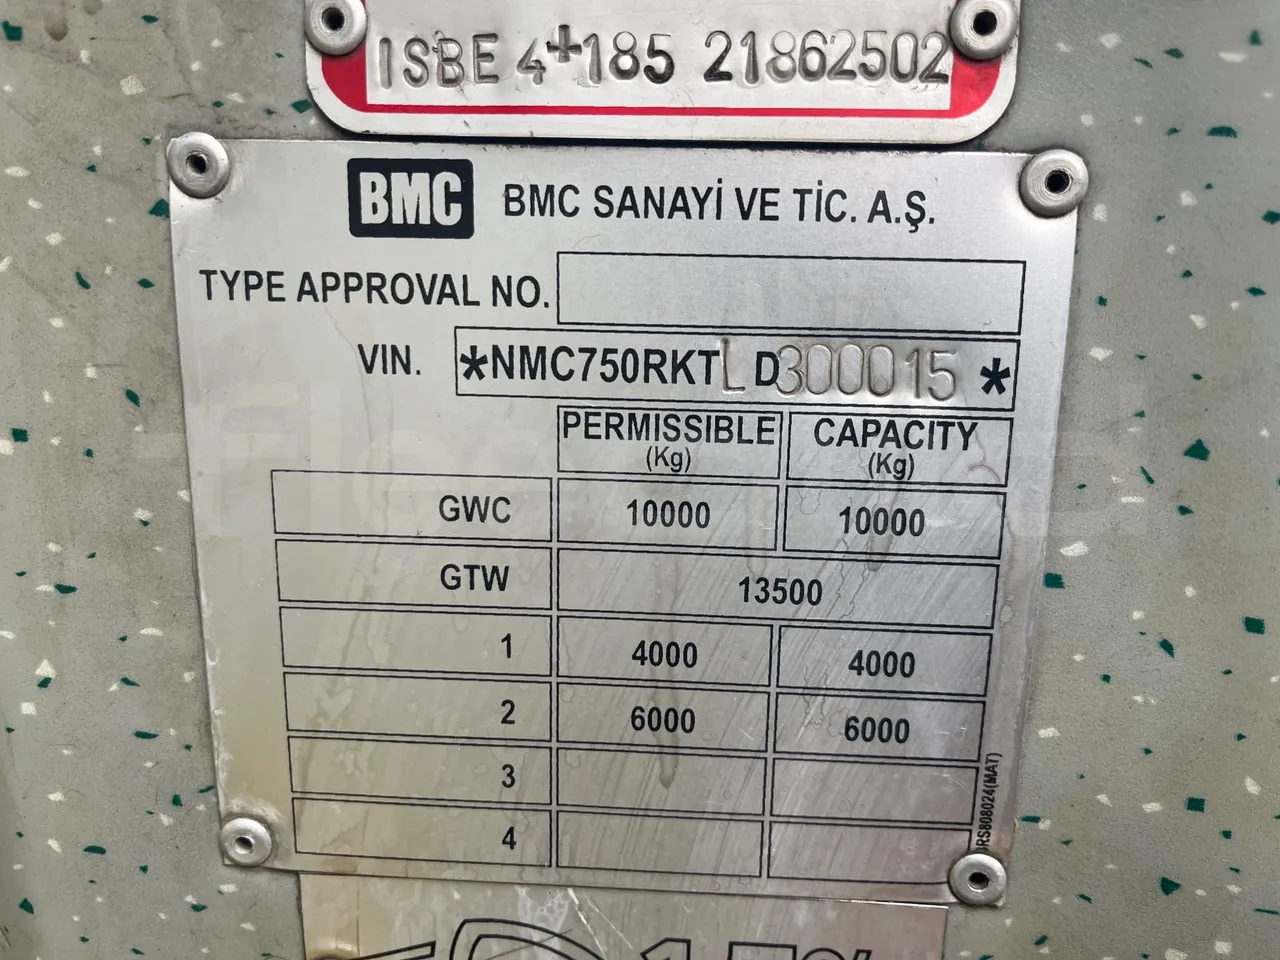 ISBE 4+185 21862502
BMC BMC SANAYİ VE TİC. A.Ş.
TYPE APPROVAL NO.
VIN. *NMC750RKTLD300015*
PERMISSIBLE (Kg) CAPACITY (Kg)
GWC 10000 10000
GTW 13500
1 4000 4000
2 6000 6000
3
4